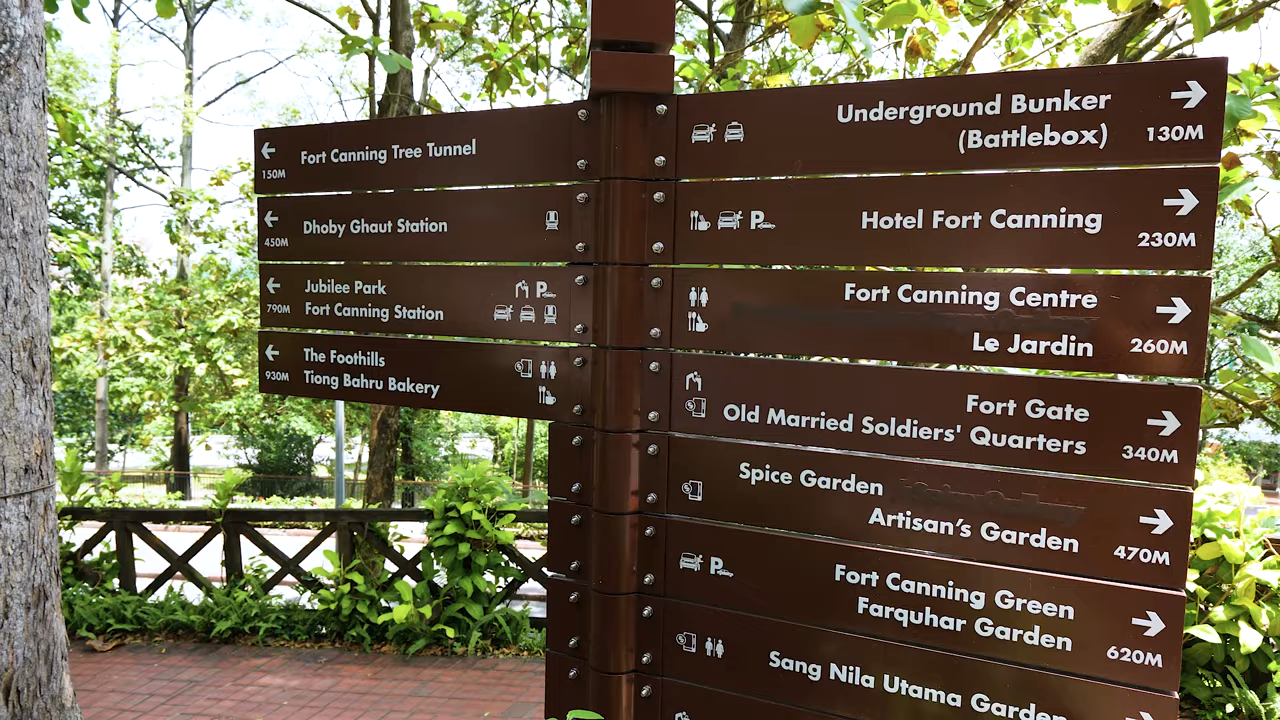 Fort Canning Tree Tunnel
150M
Dhoby Ghaut Station
450M
Jubilee Park
Fort Canning Station
790M
The Foothills
Tiong Bahru Bakery
930M
Underground Bunker
(Battlebox)
130M
Hotel Fort Canning
230M
Fort Canning Centre
Le Jardin
260M
Fort Gate
Old Married Soldiers' Quarters
340M
Spice Garden
Artisan's Garden
470M
Fort Canning Green
Farquhar Garden
620M
Sang Nila Utama Garden